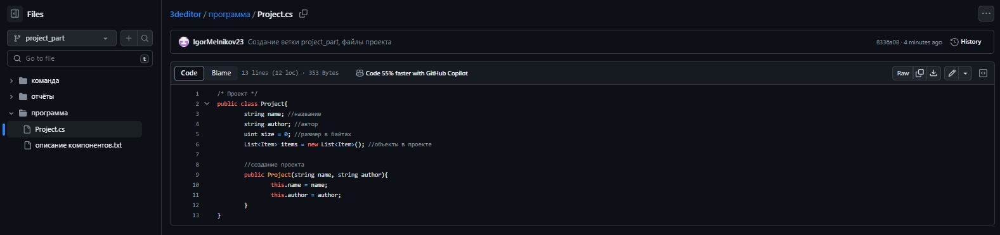 Files
project_part
Go to file
t
команда
отчёты
программа
Project.cs
описание компонентов.txt
3deditor / программа / Project.cs
IgorMelnikov23 Создание ветки project_part, файлы проекта
8336a08 · 4 minutes ago History
Code Blame 13 lines (12 loc) · 353 Bytes Code 55% faster with GitHub Copilot Raw
1 /* Проект */
2 public class Project{
3 string name; //название
4 string author; //автор
5 uint size = 0; //размер в байтах
6 List<Item> items = new List<Item>(); //объекты в проекте
7
8 //создание проекта
9 public Project(string name, string author){
10 this.name = name;
11 this.author = author;
12 }
13 }